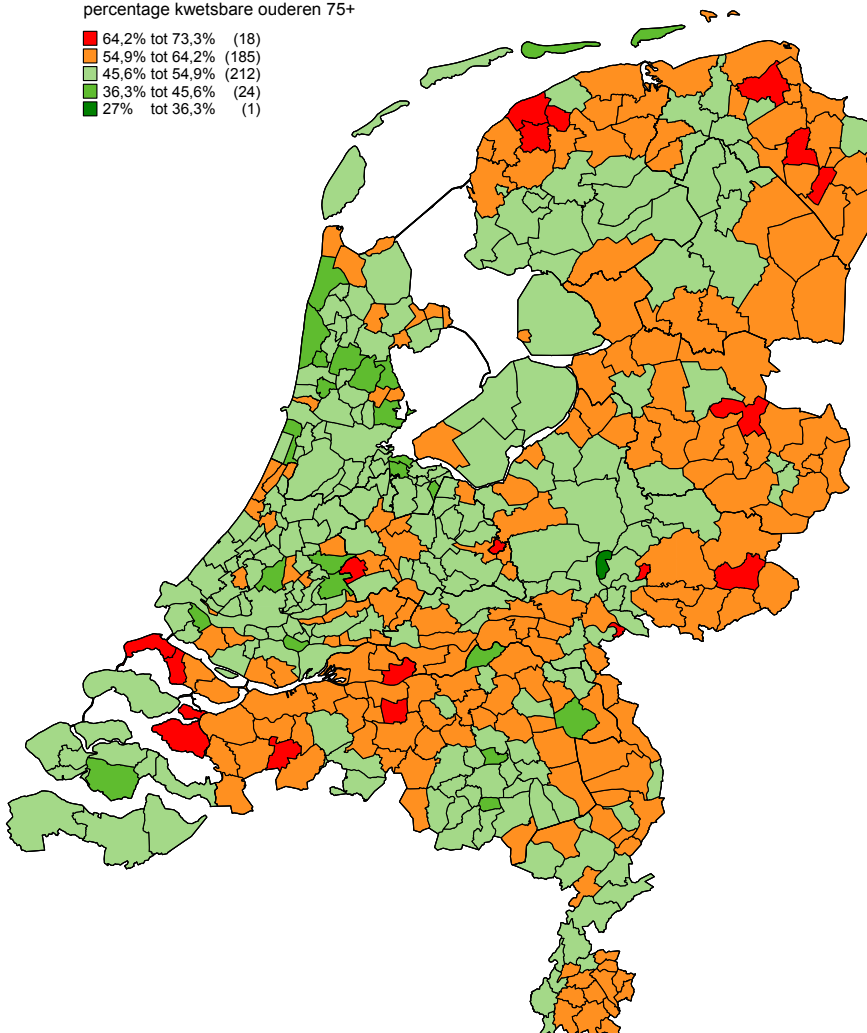 percentage kwetsbare ouderen 75+
64,2% tot 73,3% (18)
54,9% tot 64,2% (185)
45,6% tot 54,9% (212)
36,3% tot 45,6% (24)
27% tot 36,3% (1)